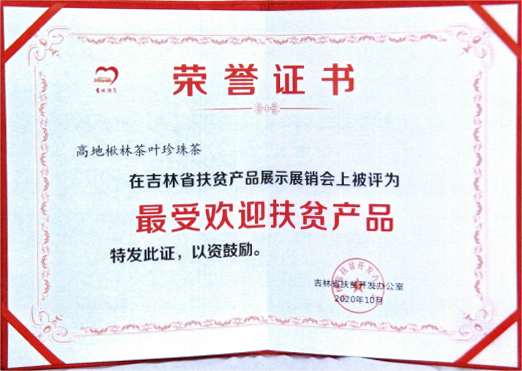 荣誉证书
高地楸林茶叶珍珠茶
在吉林省扶贫产品展示展销会上被评为
最受欢迎扶贫产品
特发此证，以资鼓励。
吉林省扶贫开发办公室
2020年10月